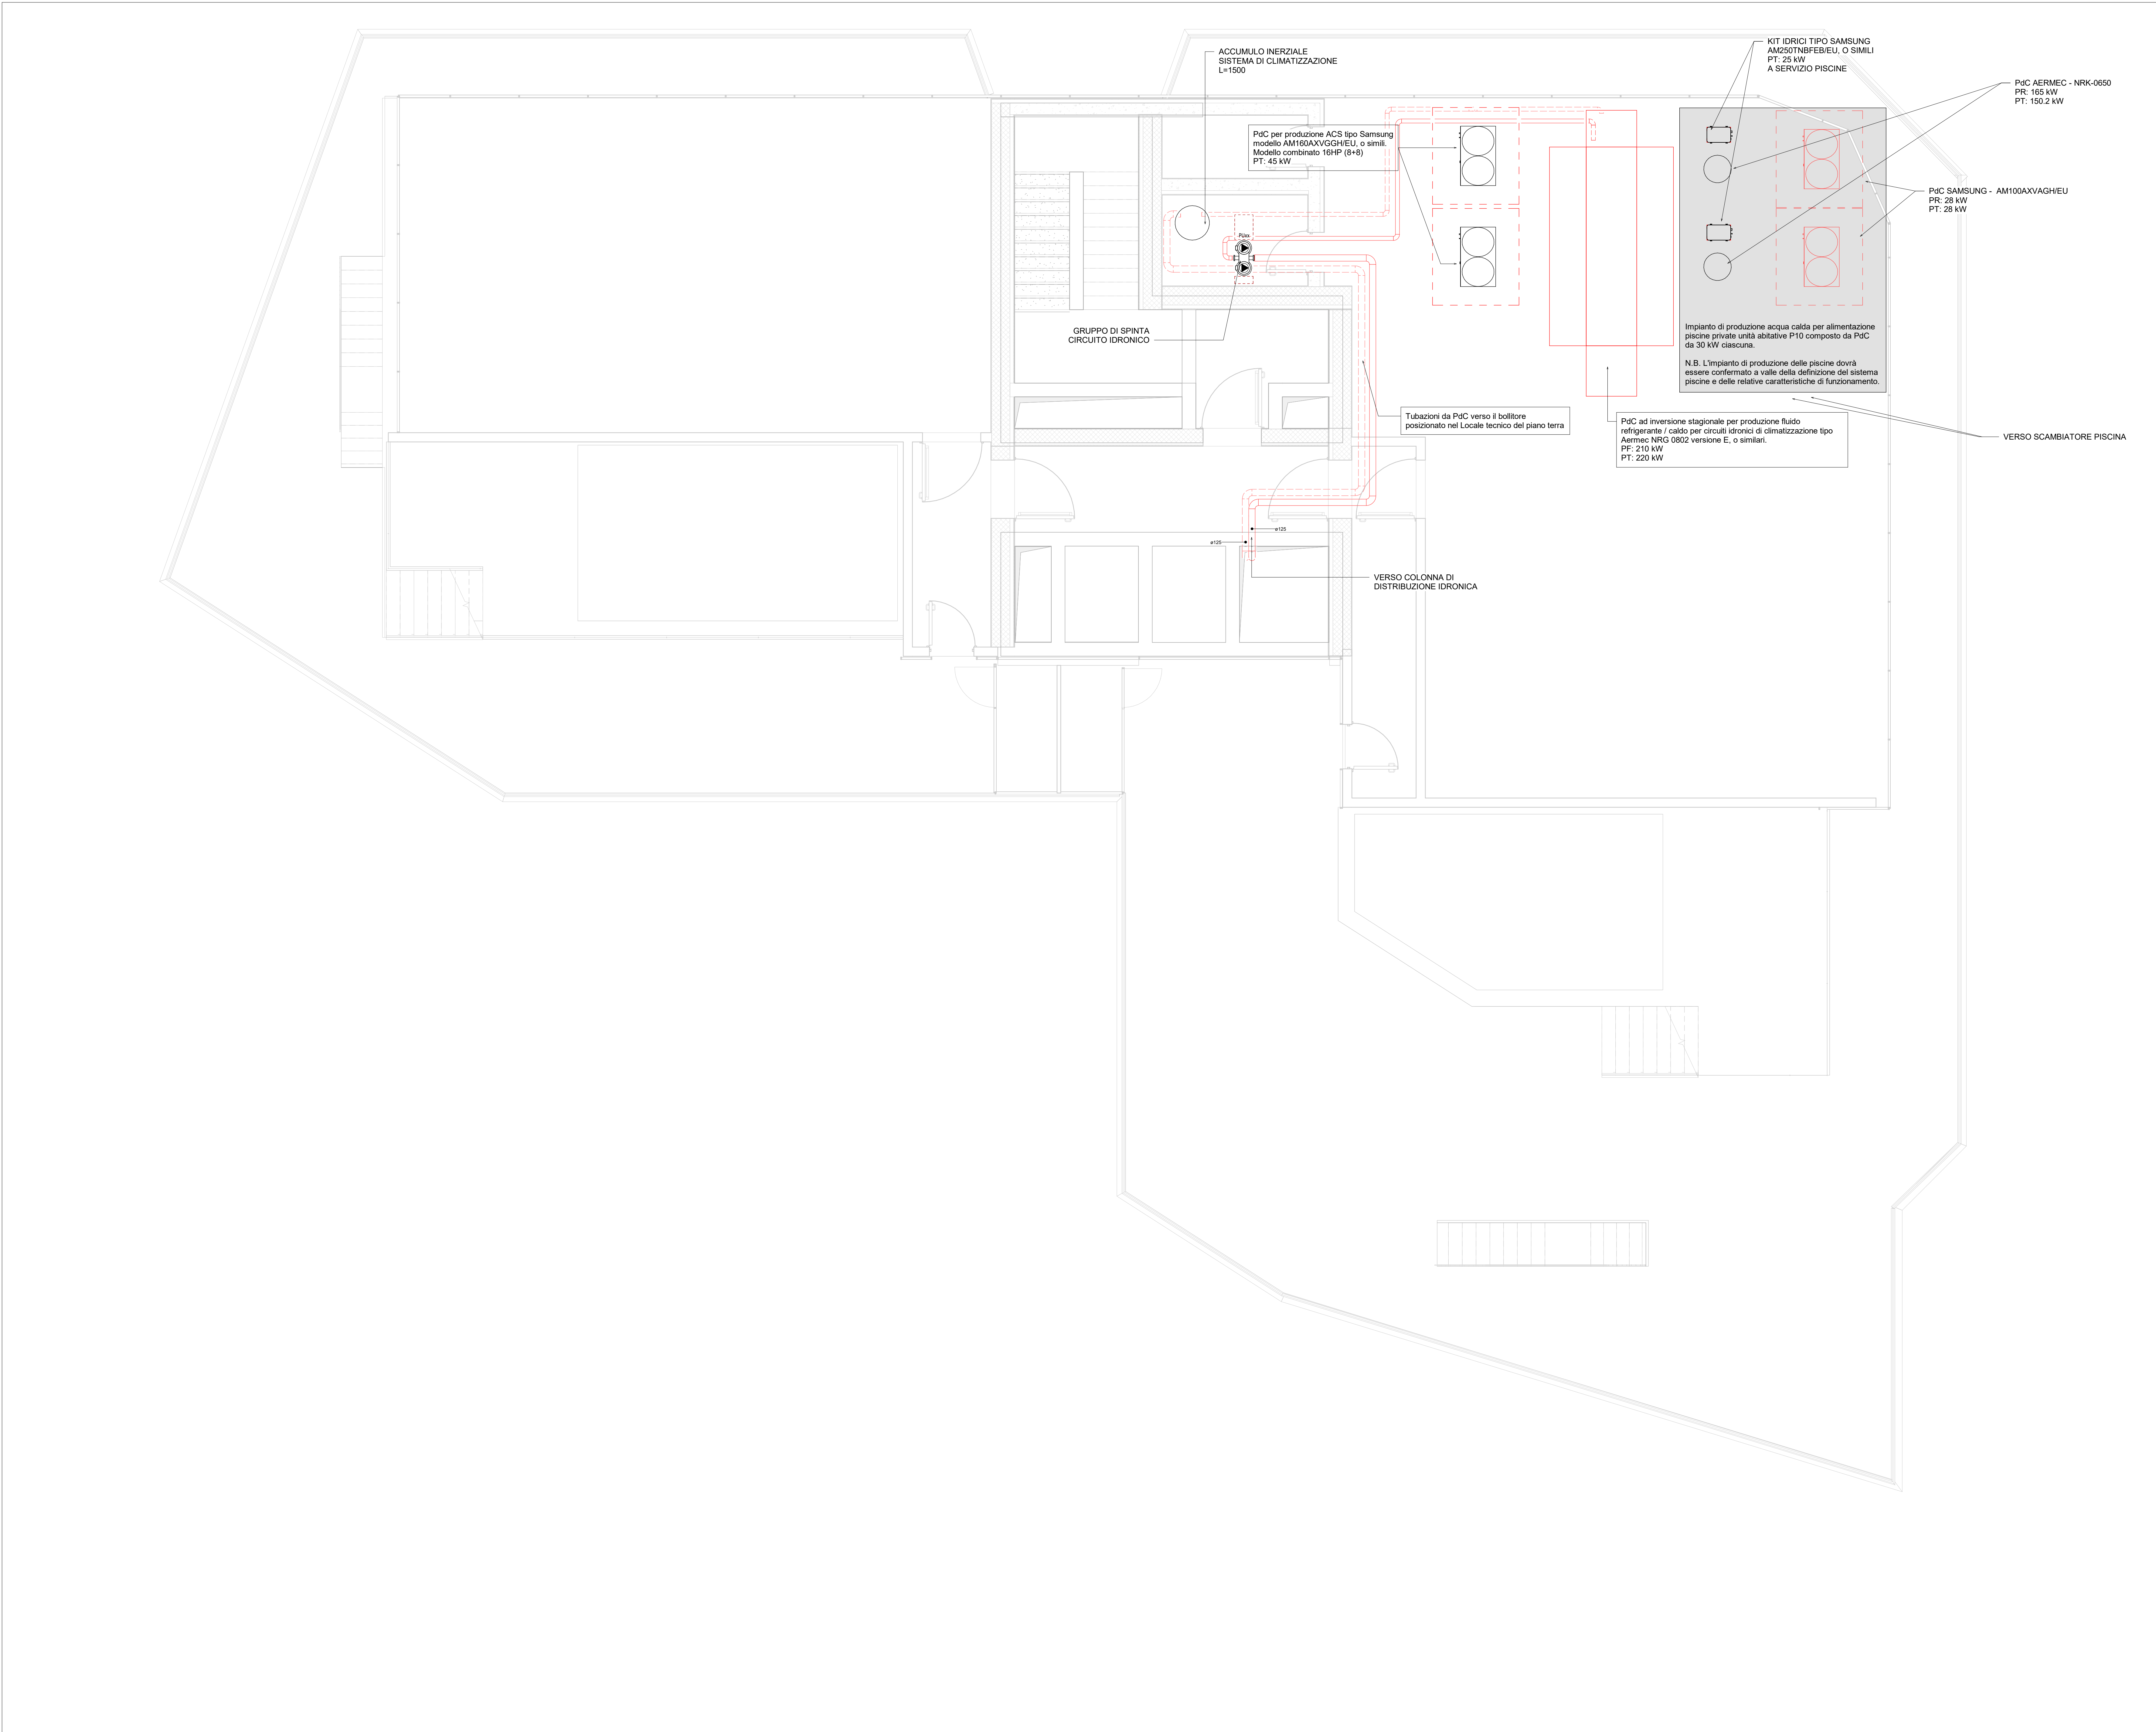 ACCUMULO INERZIALE
SISTEMA DI CLIMATIZZAZIONE
L=1500
KIT IDRICI TIPO SAMSUNG
AM250TNBFEB/EU, O SIMILI
PT: 25 kW
A SERVIZIO PISCINE
PdC AERMEC - NRK-0650
PR: 165 kW
PT: 150.2 kW
PdC per produzione ACS tipo Samsung
modello AM160AXVGGH/EU, o simili.
Modello combinato 16HP (8+8)
PT: 45 kW
PdC SAMSUNG - AM100AXVAGH/EU
PR: 28 kW
PT: 28 kW
GRUPPO DI SPINTA
CIRCUITO IDRONICO
Impianto di produzione acqua calda per alimentazione
piscine private unità abitative P10 composto da PdC
da 30 kW ciascuna.
N.B. L'impianto di produzione delle piscine dovrà
essere confermato a valle della definizione del sistema
piscine e delle relative caratteristiche di funzionamento.
Tubazioni da PdC verso il bollitore
posizionato nel Locale tecnico del piano terra
PdC ad inversione stagionale per produzione fluido
refrigerante / caldo per circuiti idronici di climatizzazione tipo
Aermec NRG 0802 versione E, o similari.
PF: 210 kW
PT: 220 kW
VERSO SCAMBIATORE PISCINA
ø125
ø125
VERSO COLONNA DI
DISTRIBUZIONE IDRONICA